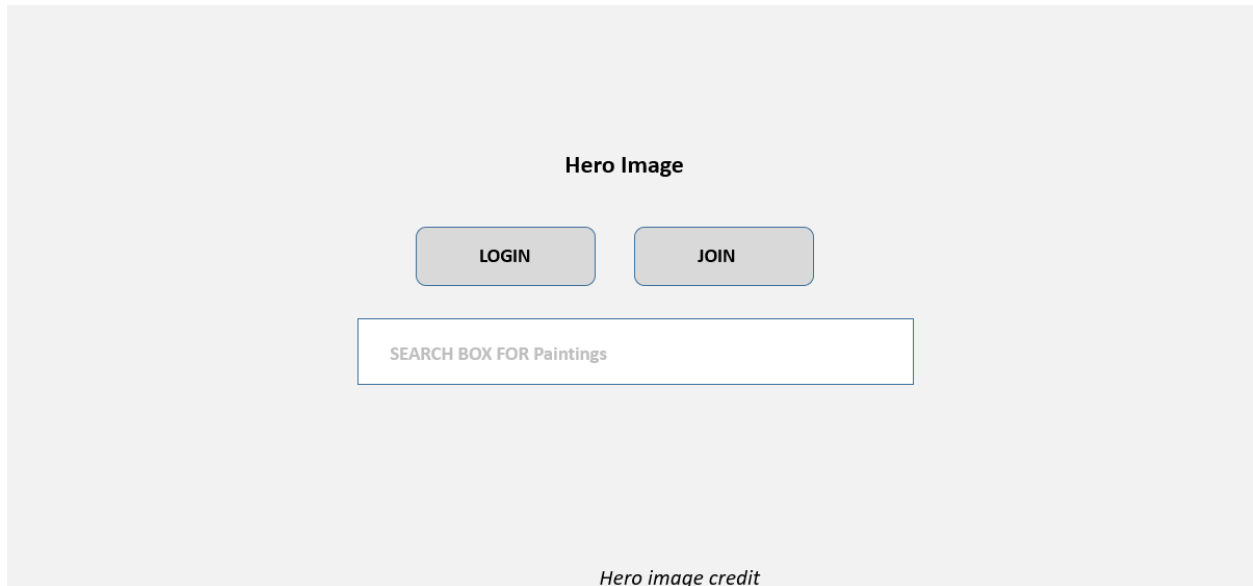 Hero Image
LOGIN JOIN
SEARCH BOX FOR Paintings
Hero image credit